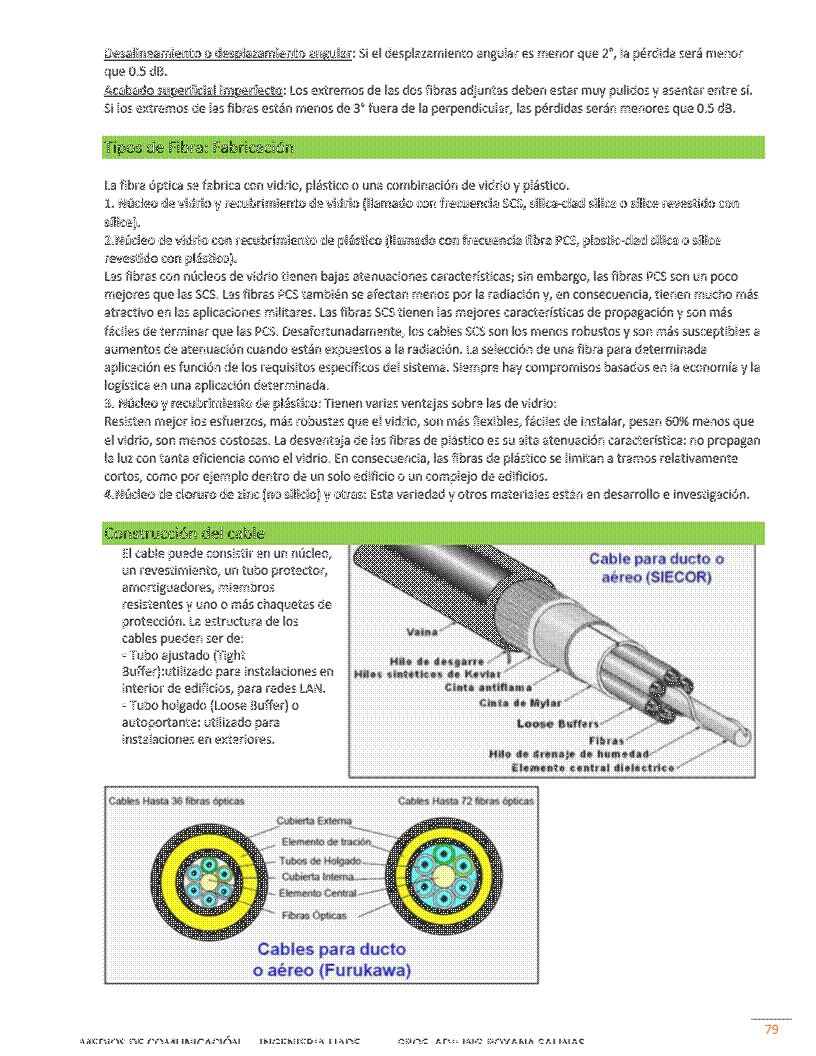 Desalineamiento o desplazamiento angular: Si el desplazamiento angular es menor que 2°, la pérdida será menor
que 0.5 dB.
Acabado superficial imperfecto: Los extremos de las dos fibras adjuntas deben estar muy pulidos y asentar entre sí.
Si los extremos de las fibras están menos de 3° fuera de la perpendicular, las pérdidas serán menores que 0.5 dB.
Tipos de Fibra: Fabricación
La fibra óptica se fabrica con vidrio, plástico o una combinación de vidrio y plástico.
1. Núcleo de vidrio y recubrimiento de vidrio (llamado con frecuencia SCS, silica-clad silica o sílice revestido con
sílice).
2.Núcleo de vidrio con recubrimiento de plástico (llamado con frecuencia fibra PCS, plastic-clad silica o sílice
revestido con plástico).
Las fibras con núcleos de vidrio tienen bajas atenuaciones características; sin embargo, las fibras PCS son un poco
mejores que las SCS. Las fibras PCS también se afectan menos por la radiación y, en consecuencia, tienen mucho más
atractivo en las aplicaciones militares. Las fibras SCS tienen las mejores características de propagación y son más
fáciles de terminar que las PCS. Desafortunadamente, los cables SCS son los menos robustos y son más susceptibles a
aumentos de atenuación cuando están expuestos a la radiación. La selección de una fibra para determinada
aplicación es función de los requisitos específicos del sistema. Siempre hay compromisos basados en la economía y la
logística en una aplicación determinada.
3. Núcleo y recubrimiento de plástico: Tienen varias ventajas sobre las de vidrio:
Resisten mejor los esfuerzos, más robustas que el vidrio, son más flexibles, fáciles de instalar, pesan 60% menos que
el vidrio, son menos costosas. La desventaja de las fibras de plástico es su alta atenuación característica: no propagan
la luz con tanta eficiencia como el vidrio. En consecuencia, las fibras de plástico se limitan a tramos relativamente
cortos, como por ejemplo dentro de un solo edificio o un complejo de edificios.
4.Núcleo de cloruro de zinc (no silicio) y otras: Esta variedad y otros materiales están en desarrollo e investigación.
Construcción del cable
El cable puede consistir en un núcleo,
un revestimiento, un tubo protector,
amortiguadores, miembros
resistentes y uno o más chaquetas de
protección. La estructura de los
cables pueden ser de:
- Tubo ajustado (Tight
Buffer):utilizado para instalaciones en
interior de edificios, para redes LAN.
- Tubo holgado (Loose Buffer) o
autoportante: utilizado para
instalaciones en exteriores.
Cable para ducto o
aéreo (SIECOR)
Vaina
Hilo de desgarre
Hilos sintéticos de Kevlar
Cinta antiflama
Cinta de Mylar
Loose Buffers
Fibras
Hilo de drenaje de humedad
Elemento central dieléctrico
Cables Hasta 36 fibras ópticas
Cables Hasta 72 fibras ópticas
Cubierta Externa
Elemento de tración
Tubos de Holgado
Cubierta Interna
Elemento Central
Fibras Ópticas
Cables para ducto
o aéreo (Furukawa)
79
MEDIOS DE COMUNICACIÓN INGENIERIA UADE PROF. ADJ: ING. ROXANA SALINAS